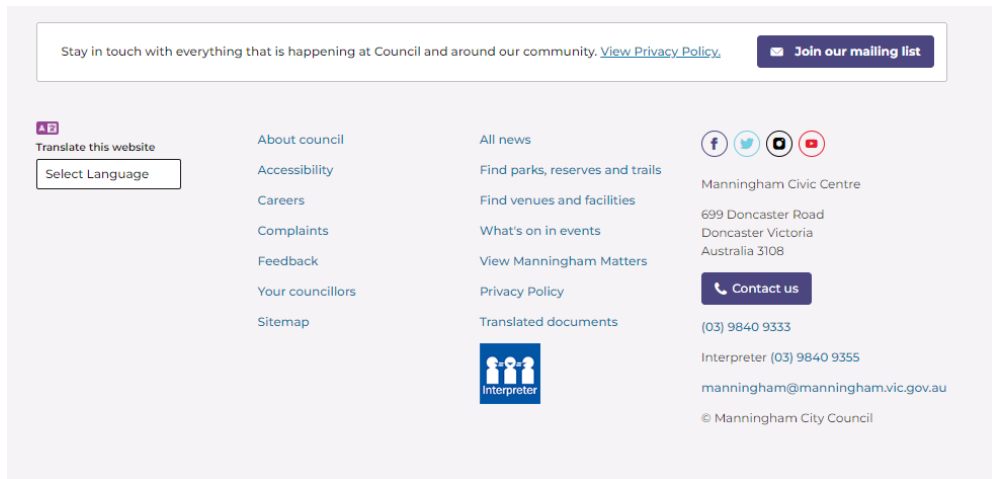 Stay in touch with everything that is happening at Council and around our community. View Privacy Policy.
Join our mailing list
Translate this website
Select Language
About council
Accessibility
Careers
Complaints
Feedback
Your councillors
Sitemap
All news
Find parks, reserves and trails
Find venues and facilities
What's on in events
View Manningham Matters
Privacy Policy
Translated documents
Interpreter
Manningham Civic Centre
699 Doncaster Road
Doncaster Victoria
Australia 3108
Contact us
(03) 9840 9333
Interpreter (03) 9840 9355
manningham@manningham.vic.gov.au
© Manningham City Council